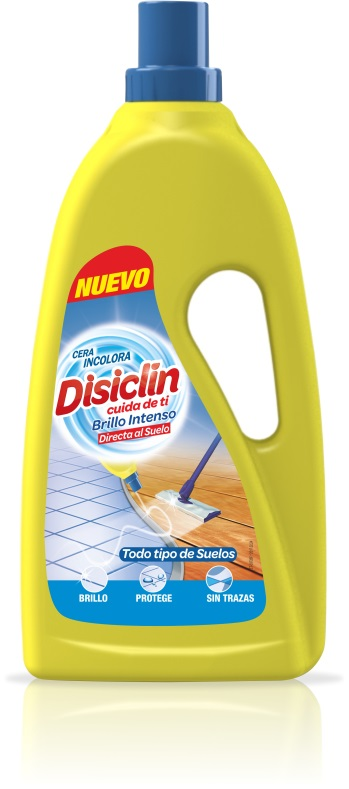 NUEVO
CERA
INCOLORA
Disiclin
cuida de ti
Brillo Intenso
Directa al Suelo
Todo tipo de Suelos
BRILLO PROTEGE SIN TRAZAS